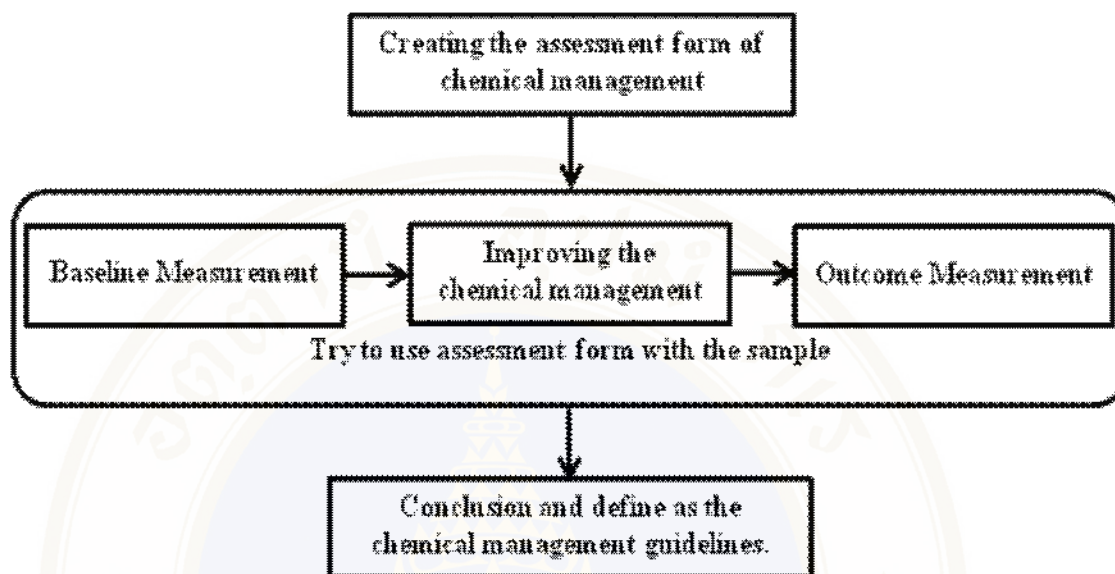 Creating the assessment form of
chemical management
Baseline Measurement
Improving the
chemical management
Outcome Measurement
Try to use assessment form with the sample
Conclusion and define as the
chemical management guidelines.